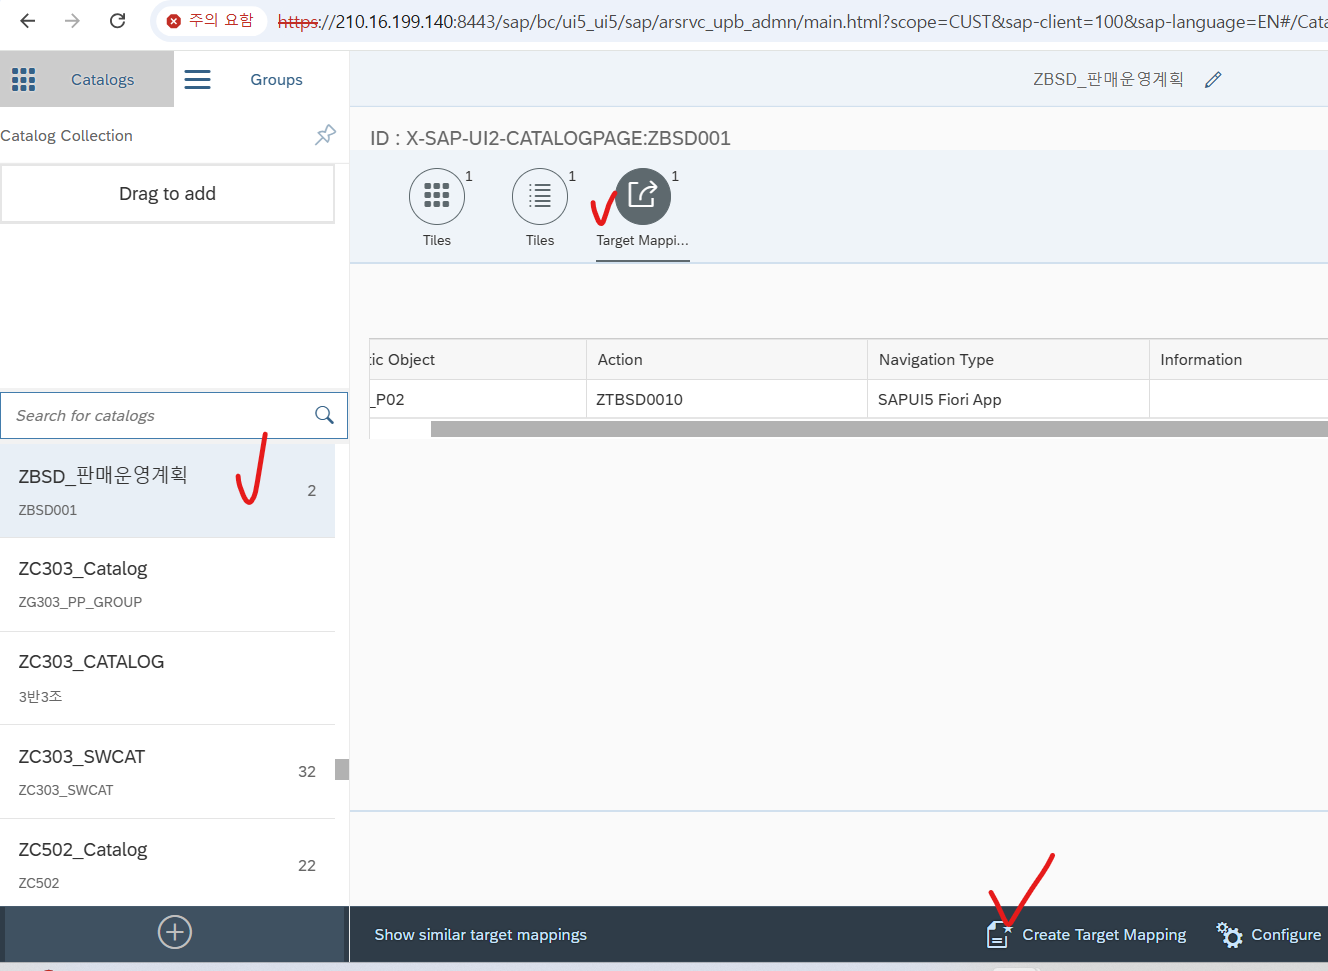 주의 요함 https://210.16.199.140:8443/sap/bc/ui5_ui5/sap/arsrvc_upb_admn/main.html?scope=CUST&sap-client=100&sap-language=EN#/Cata
Catalogs
Groups
ZBSD_판매운영계획
Catalog Collection
ID : X-SAP-UI2-CATALOGPAGE:ZBSD001
Drag to add
1
1
1
Tiles
Tiles
Target Mappi...
tic Object
Action
Navigation Type
Information
_P02
ZTBSD0010
SAPUI5 Fiori App
Search for catalogs
ZBSD_판매운영계획
2
ZBSD001
ZC303_Catalog
ZG303_PP_GROUP
ZC303_CATALOG
3반3조
ZC303_SWCAT
32
ZC303_SWCAT
ZC502_Catalog
22
ZC502
Show similar target mappings
Create Target Mapping
Configure